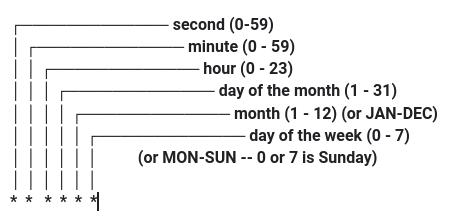 second (0-59)
minute (0 - 59)
hour (0 - 23)
day of the month (1 - 31)
month (1 - 12) (or JAN-DEC)
day of the week (0 - 7)
(or MON-SUN -- 0 or 7 is Sunday)
* * * * * *